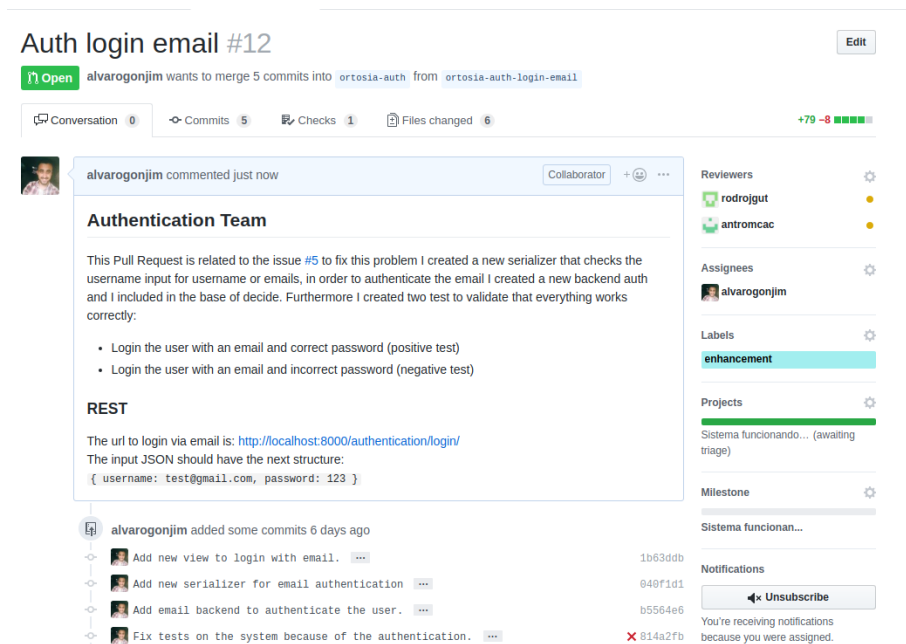 Auth login email #12
Edit
Open
alvarogonjim wants to merge 5 commits into ortosia-auth from ortosia-auth-login-email
Conversation 0
Commits 5
Checks 1
Files changed 6
+79 −8
alvarogonjim commented just now
Collaborator
Authentication Team
This Pull Request is related to the issue #5 to fix this problem I created a new serializer that checks the
username input for username or emails, in order to authenticate the email I created a new backend auth
and I included in the base of decide. Furthermore I created two test to validate that everything works
correctly:
• Login the user with an email and correct password (positive test)
• Login the user with an email and incorrect password (negative test)
REST
The url to login via email is: http://localhost:8000/authentication/login/
The input JSON should have the next structure:
{ username: test@gmail.com, password: 123 }
alvarogonjim added some commits 6 days ago
Add new view to login with email. ... 1b63ddb
Add new serializer for email authentication ... 040f1d1
Add email backend to authenticate the user. ... b5564e6
Fix tests on the system because of the authentication. ... 814a2fb
Reviewers
rodrojgut
antromcac
Assignees
alvarogonjim
Labels
enhancement
Projects
Sistema funcionando… (awaiting
triage)
Milestone
Sistema funcionan...
Notifications
Unsubscribe
You're receiving notifications
because you were assigned.